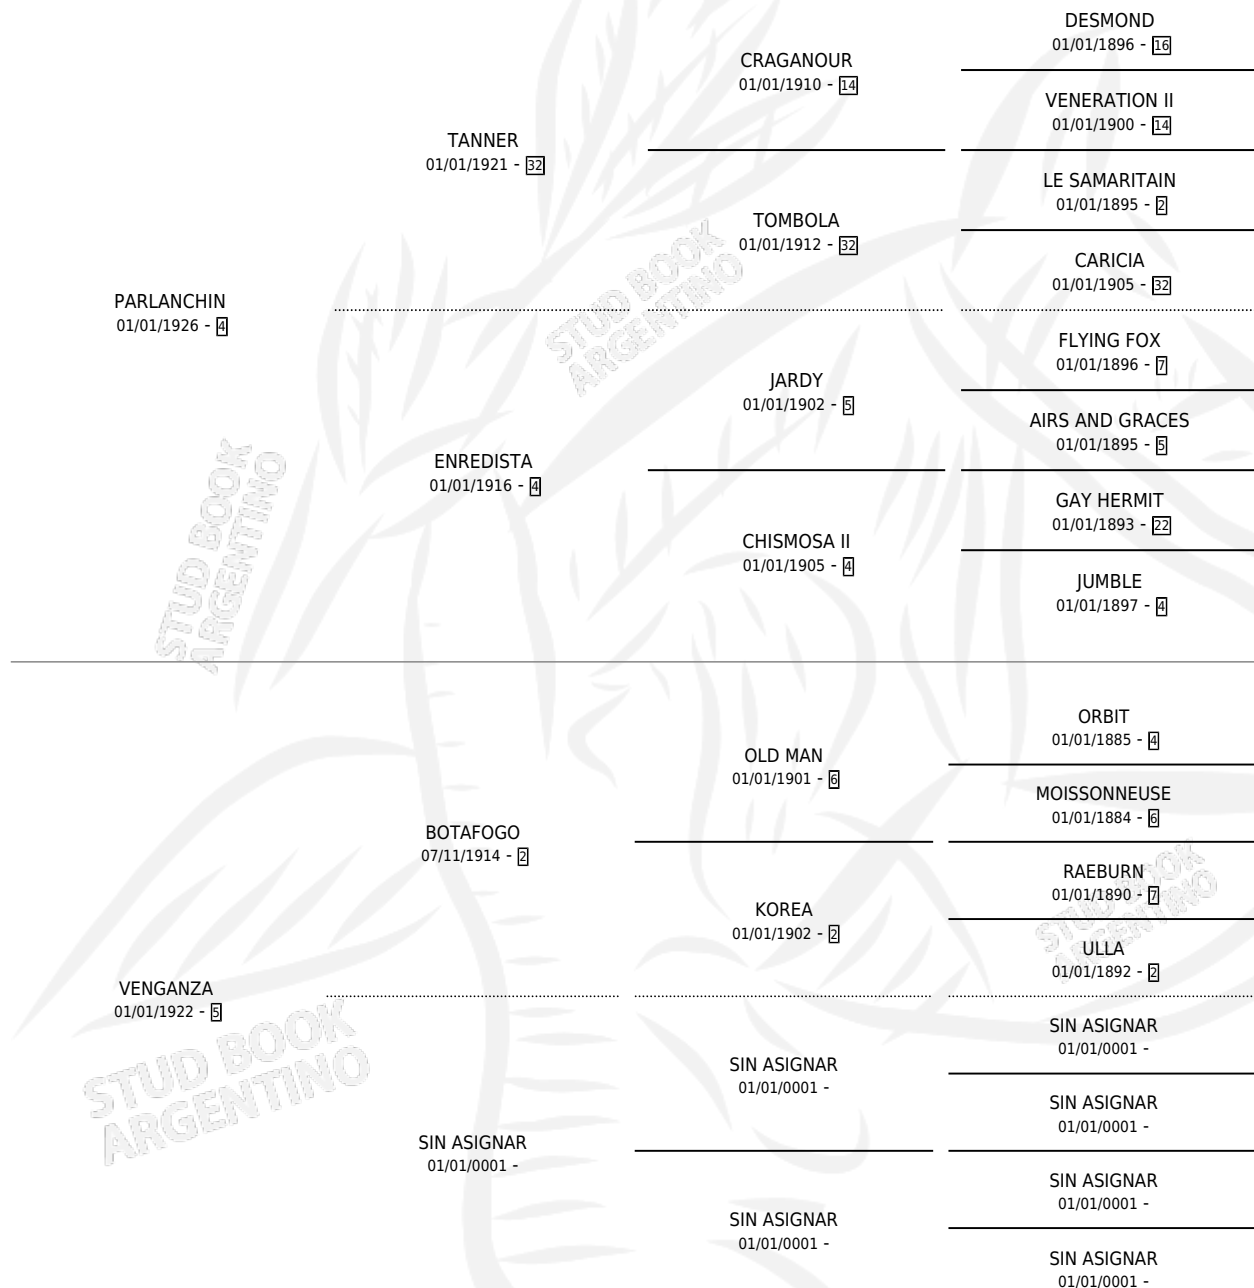 DESMOND
01/01/1896 - 16
CRAGANOUR
01/01/1910 - 14
VENERATION II
01/01/1900 - 14
TANNER
01/01/1921 - 32
LE SAMARITAIN
01/01/1895 - 2
TOMBOLA
01/01/1912 - 32
CARICIA
01/01/1905 - 32
PARLANCHIN
01/01/1926 - 4
FLYING FOX
01/01/1896 - 7
JARDY
01/01/1902 - 5
AIRS AND GRACES
01/01/1895 - 5
ENREDISTA
01/01/1916 - 4
GAY HERMIT
01/01/1893 - 22
CHISMOSA II
01/01/1905 - 4
JUMBLE
01/01/1897 - 4
STUD BOOK
ARGENTINO
STUD BOOK
ARGENTINO
ORBIT
01/01/1885 - 4
OLD MAN
01/01/1901 - 6
MOISSONNEUSE
01/01/1884 - 6
BOTAFOGO
07/11/1914 - 2
RAEBURN
01/01/1890 - 7
KOREA
01/01/1902 - 2
ULLA
01/01/1892 - 2
STUD BOOK
ARGENTINO
VENGANZA
01/01/1922 - 5
SIN ASIGNAR
01/01/0001 -
SIN ASIGNAR
01/01/0001 -
SIN ASIGNAR
01/01/0001 -
STUD BOOK
ARGENTINO
SIN ASIGNAR
01/01/0001 -
SIN ASIGNAR
01/01/0001 -
SIN ASIGNAR
01/01/0001 -
SIN ASIGNAR
01/01/0001 -